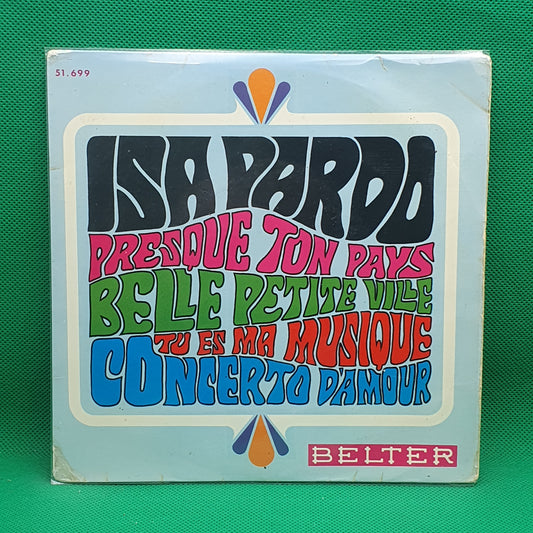 51.699
ISA PARDO
PRESQUE TON PAYS
BELLE PETITE VILLE
TU ES MA MUSIQUE
CONCERTO D'AMOUR
BELTER